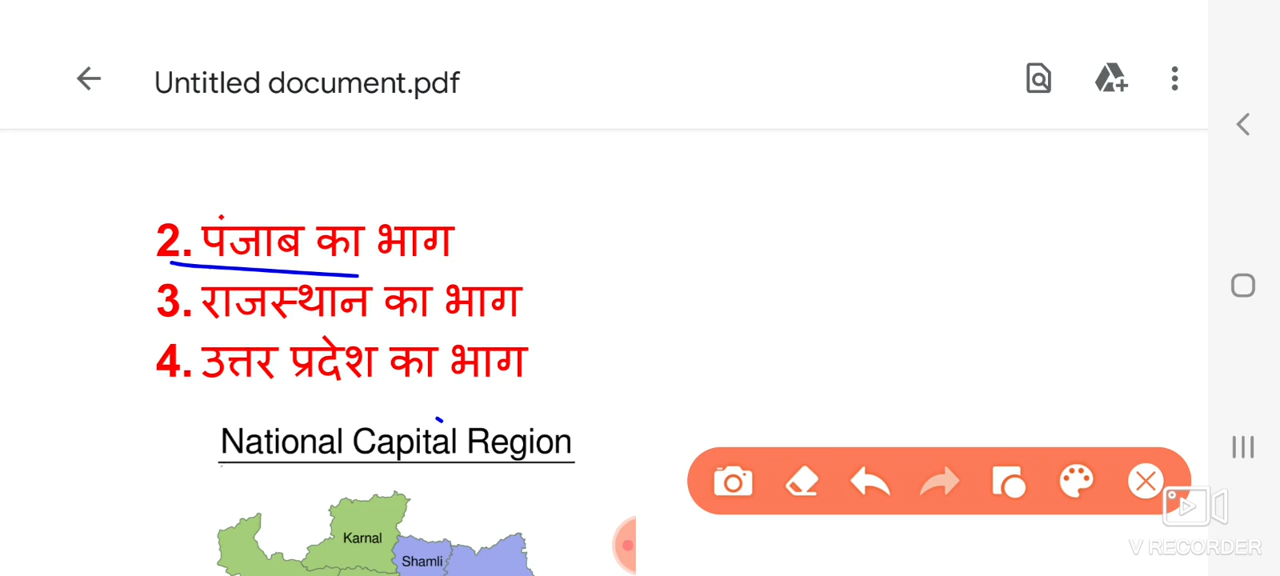 Untitled document.pdf
2. पंजाब का भाग
3. राजस्थान का भाग
4. उत्तर प्रदेश का भाग
National Capital Region
Karnal
Shamli
V RECORDER